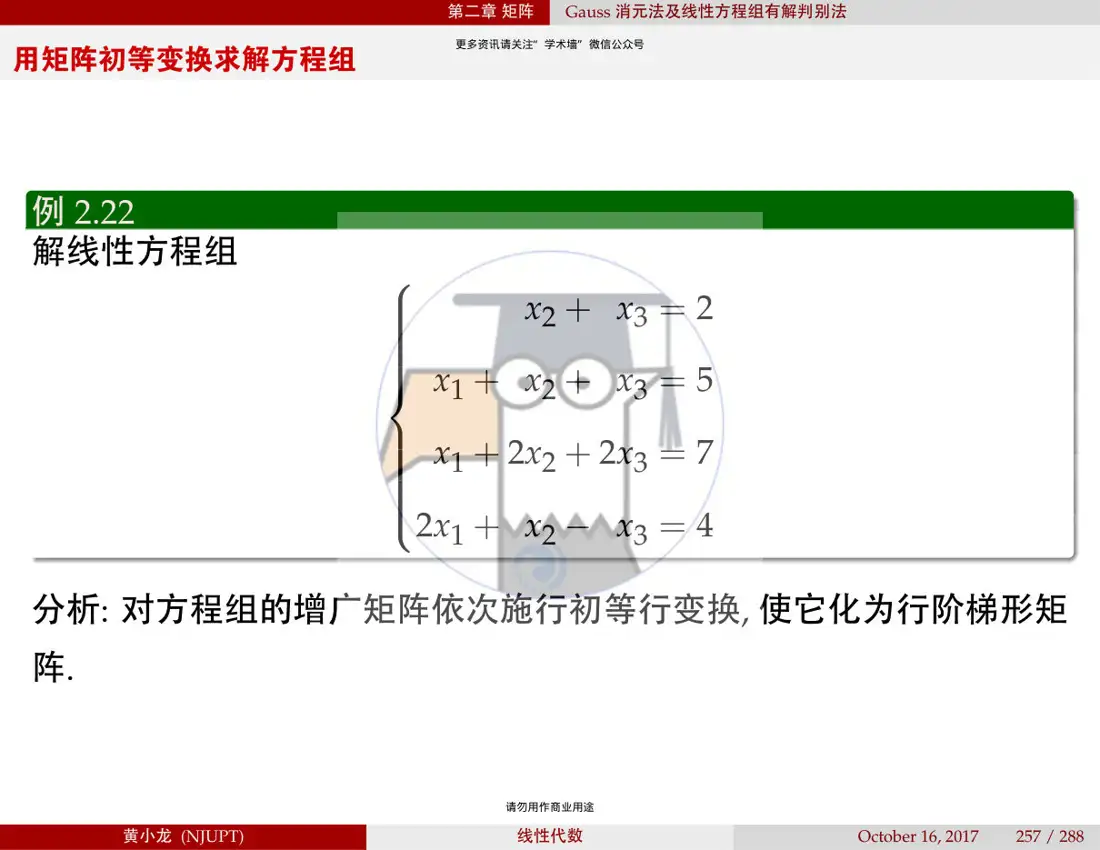 第二章 矩阵 Gauss 消元法及线性方程组有解判别法
更多资讯请关注“学术墙”微信公众号
用矩阵初等变换求解方程组
例 2.22
解线性方程组
x₂ + x₃ = 2
x₁ + x₂ + x₃ = 5
x₁ + 2x₂ + 2x₃ = 7
2x₁ + x₂ − x₃ = 4
分析: 对方程组的增广矩阵依次施行初等行变换, 使它化为行阶梯形矩
阵.
请勿用作商业用途
黄小龙 (NJUPT) 线性代数 October 16, 2017 257 / 288